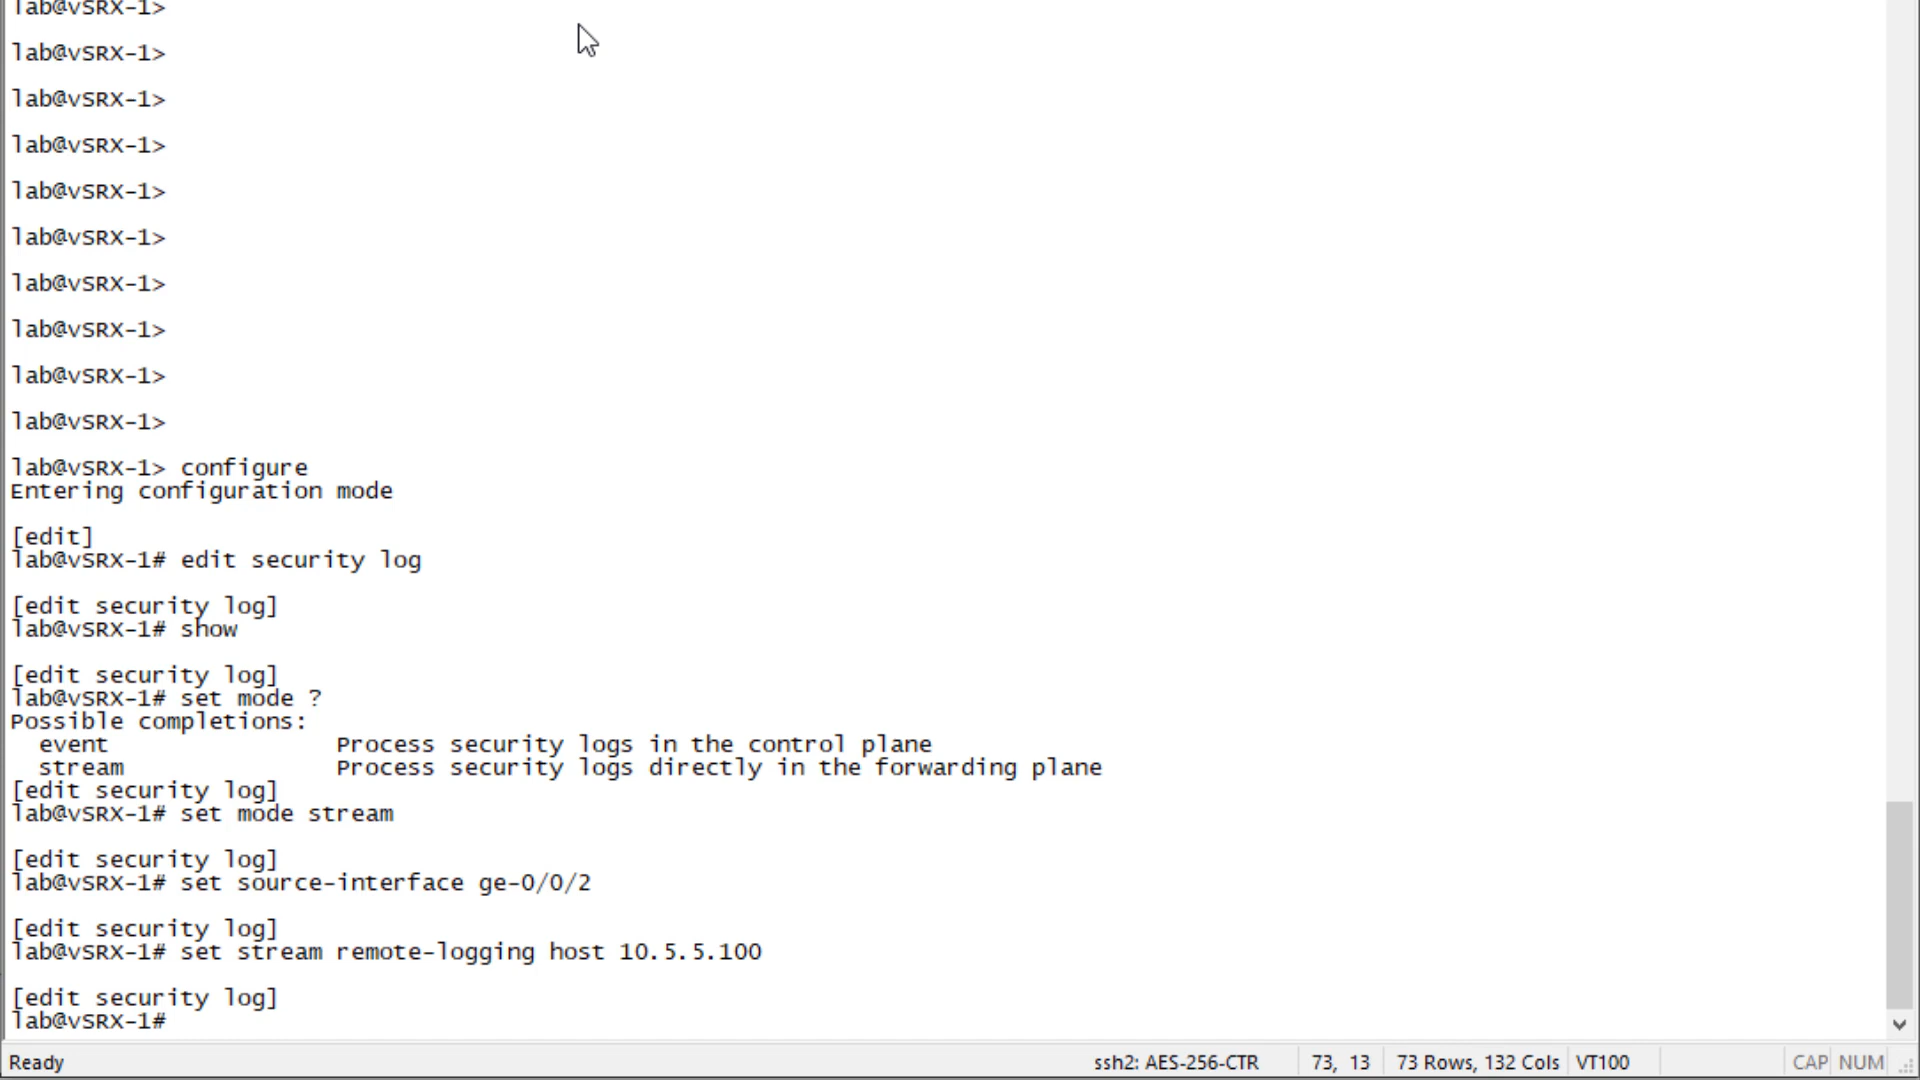 lab@vSRX-1>
lab@vSRX-1>
lab@vSRX-1>
lab@vSRX-1>
lab@vSRX-1>
lab@vSRX-1>
lab@vSRX-1>
lab@vSRX-1>
lab@vSRX-1>
lab@vSRX-1>
lab@vSRX-1> configure
Entering configuration mode
[edit]
lab@vSRX-1# edit security log
[edit security log]
lab@vSRX-1# show
[edit security log]
lab@vSRX-1# set mode ?
Possible completions:
  event                Process security logs in the control plane
  stream               Process security logs directly in the forwarding plane
[edit security log]
lab@vSRX-1# set mode stream
[edit security log]
lab@vSRX-1# set source-interface ge-0/0/2
[edit security log]
lab@vSRX-1# set stream remote-logging host 10.5.5.100
[edit security log]
lab@vSRX-1#
Ready ssh2: AES-256-CTR 73, 13 73 Rows, 132 Cols VT100 CAP NUM